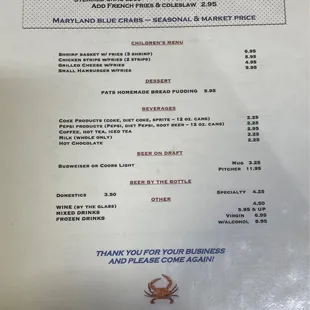 Add French fries & coleslaw 2.95
Maryland blue crabs – seasonal & market price
Children's Menu
Shrimp basket w/ fries (3 shrimp) 6.95
Chicken strips w/fries (2 strips) 5.95
Grilled Cheese w/fries 4.95
Small Hamburger w/fries 5.95
Dessert
Pats homemade bread pudding 5.95
Beverages
Coke products (coke, diet coke, sprite – 12 oz. cans) 2.25
Pepsi products (Pepsi, diet Pepsi, root beer – 12 oz. cans) 2.25
Coffee, hot tea, iced tea 2.25
Milk (whole only) 2.25
Hot Chocolate 2.25
Beer on Draft
Budweiser or Coors Light Mug 3.25
Pitcher 11.95
Beer by the bottle
Domestics 3.50 Specialty 4.25
Other
Wine (by the glass) 4.50
Mixed drinks 5.95 & up
Frozen drinks Virgin 6.95
w/Alcohol 8.95
THANK YOU FOR YOUR BUSINESS
AND PLEASE COME AGAIN!